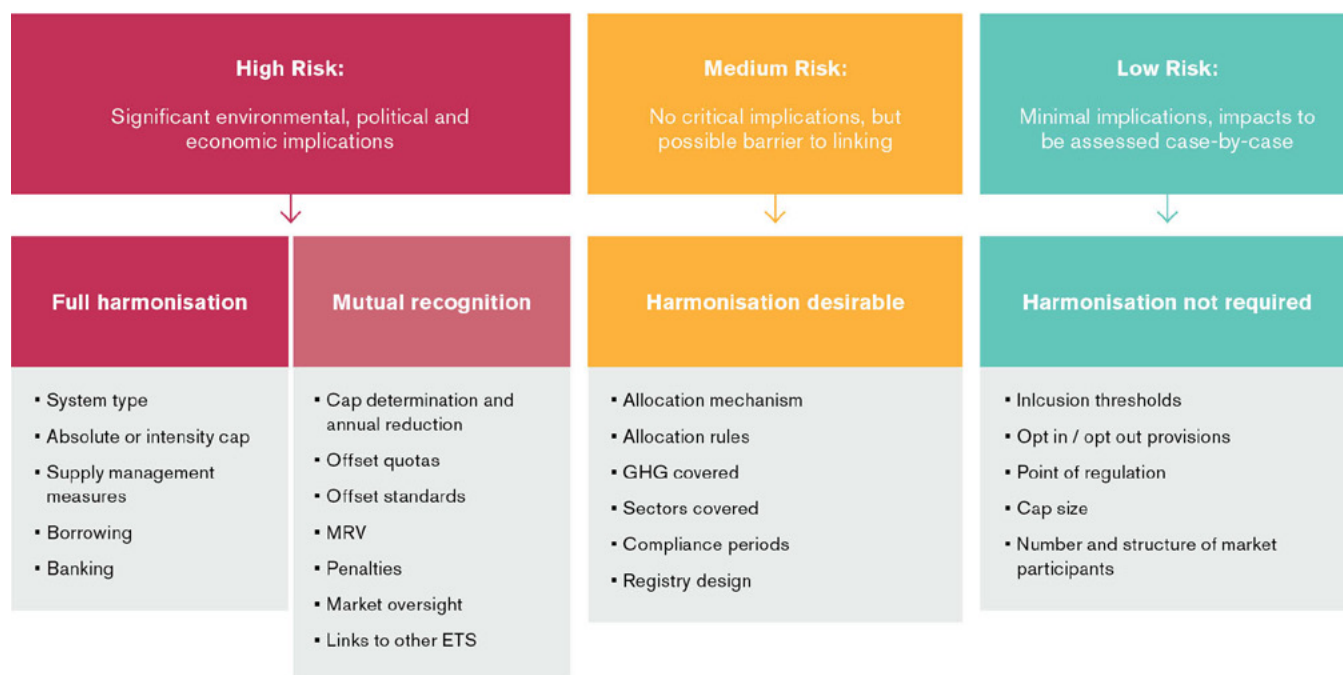 High Risk:
Significant environmental, political and
economic implications
Medium Risk:
No critical implications, but
possible barrier to linking
Low Risk:
Minimal implications, impacts to
be assessed case-by-case
Full harmonisation
Mutual recognition
Harmonisation desirable
Harmonisation not required
▪ System type
▪ Absolute or intensity cap
▪ Supply management
measures
▪ Borrowing
▪ Banking
▪ Cap determination and
annual reduction
▪ Offset quotas
▪ Offset standards
▪ MRV
▪ Penalties
▪ Market oversight
▪ Links to other ETS
▪ Allocation mechanism
▪ Allocation rules
▪ GHG covered
▪ Sectors covered
▪ Compliance periods
▪ Registry design
▪ Inlcusion thresholds
▪ Opt in / opt out provisions
▪ Point of regulation
▪ Cap size
▪ Number and structure of market
participants